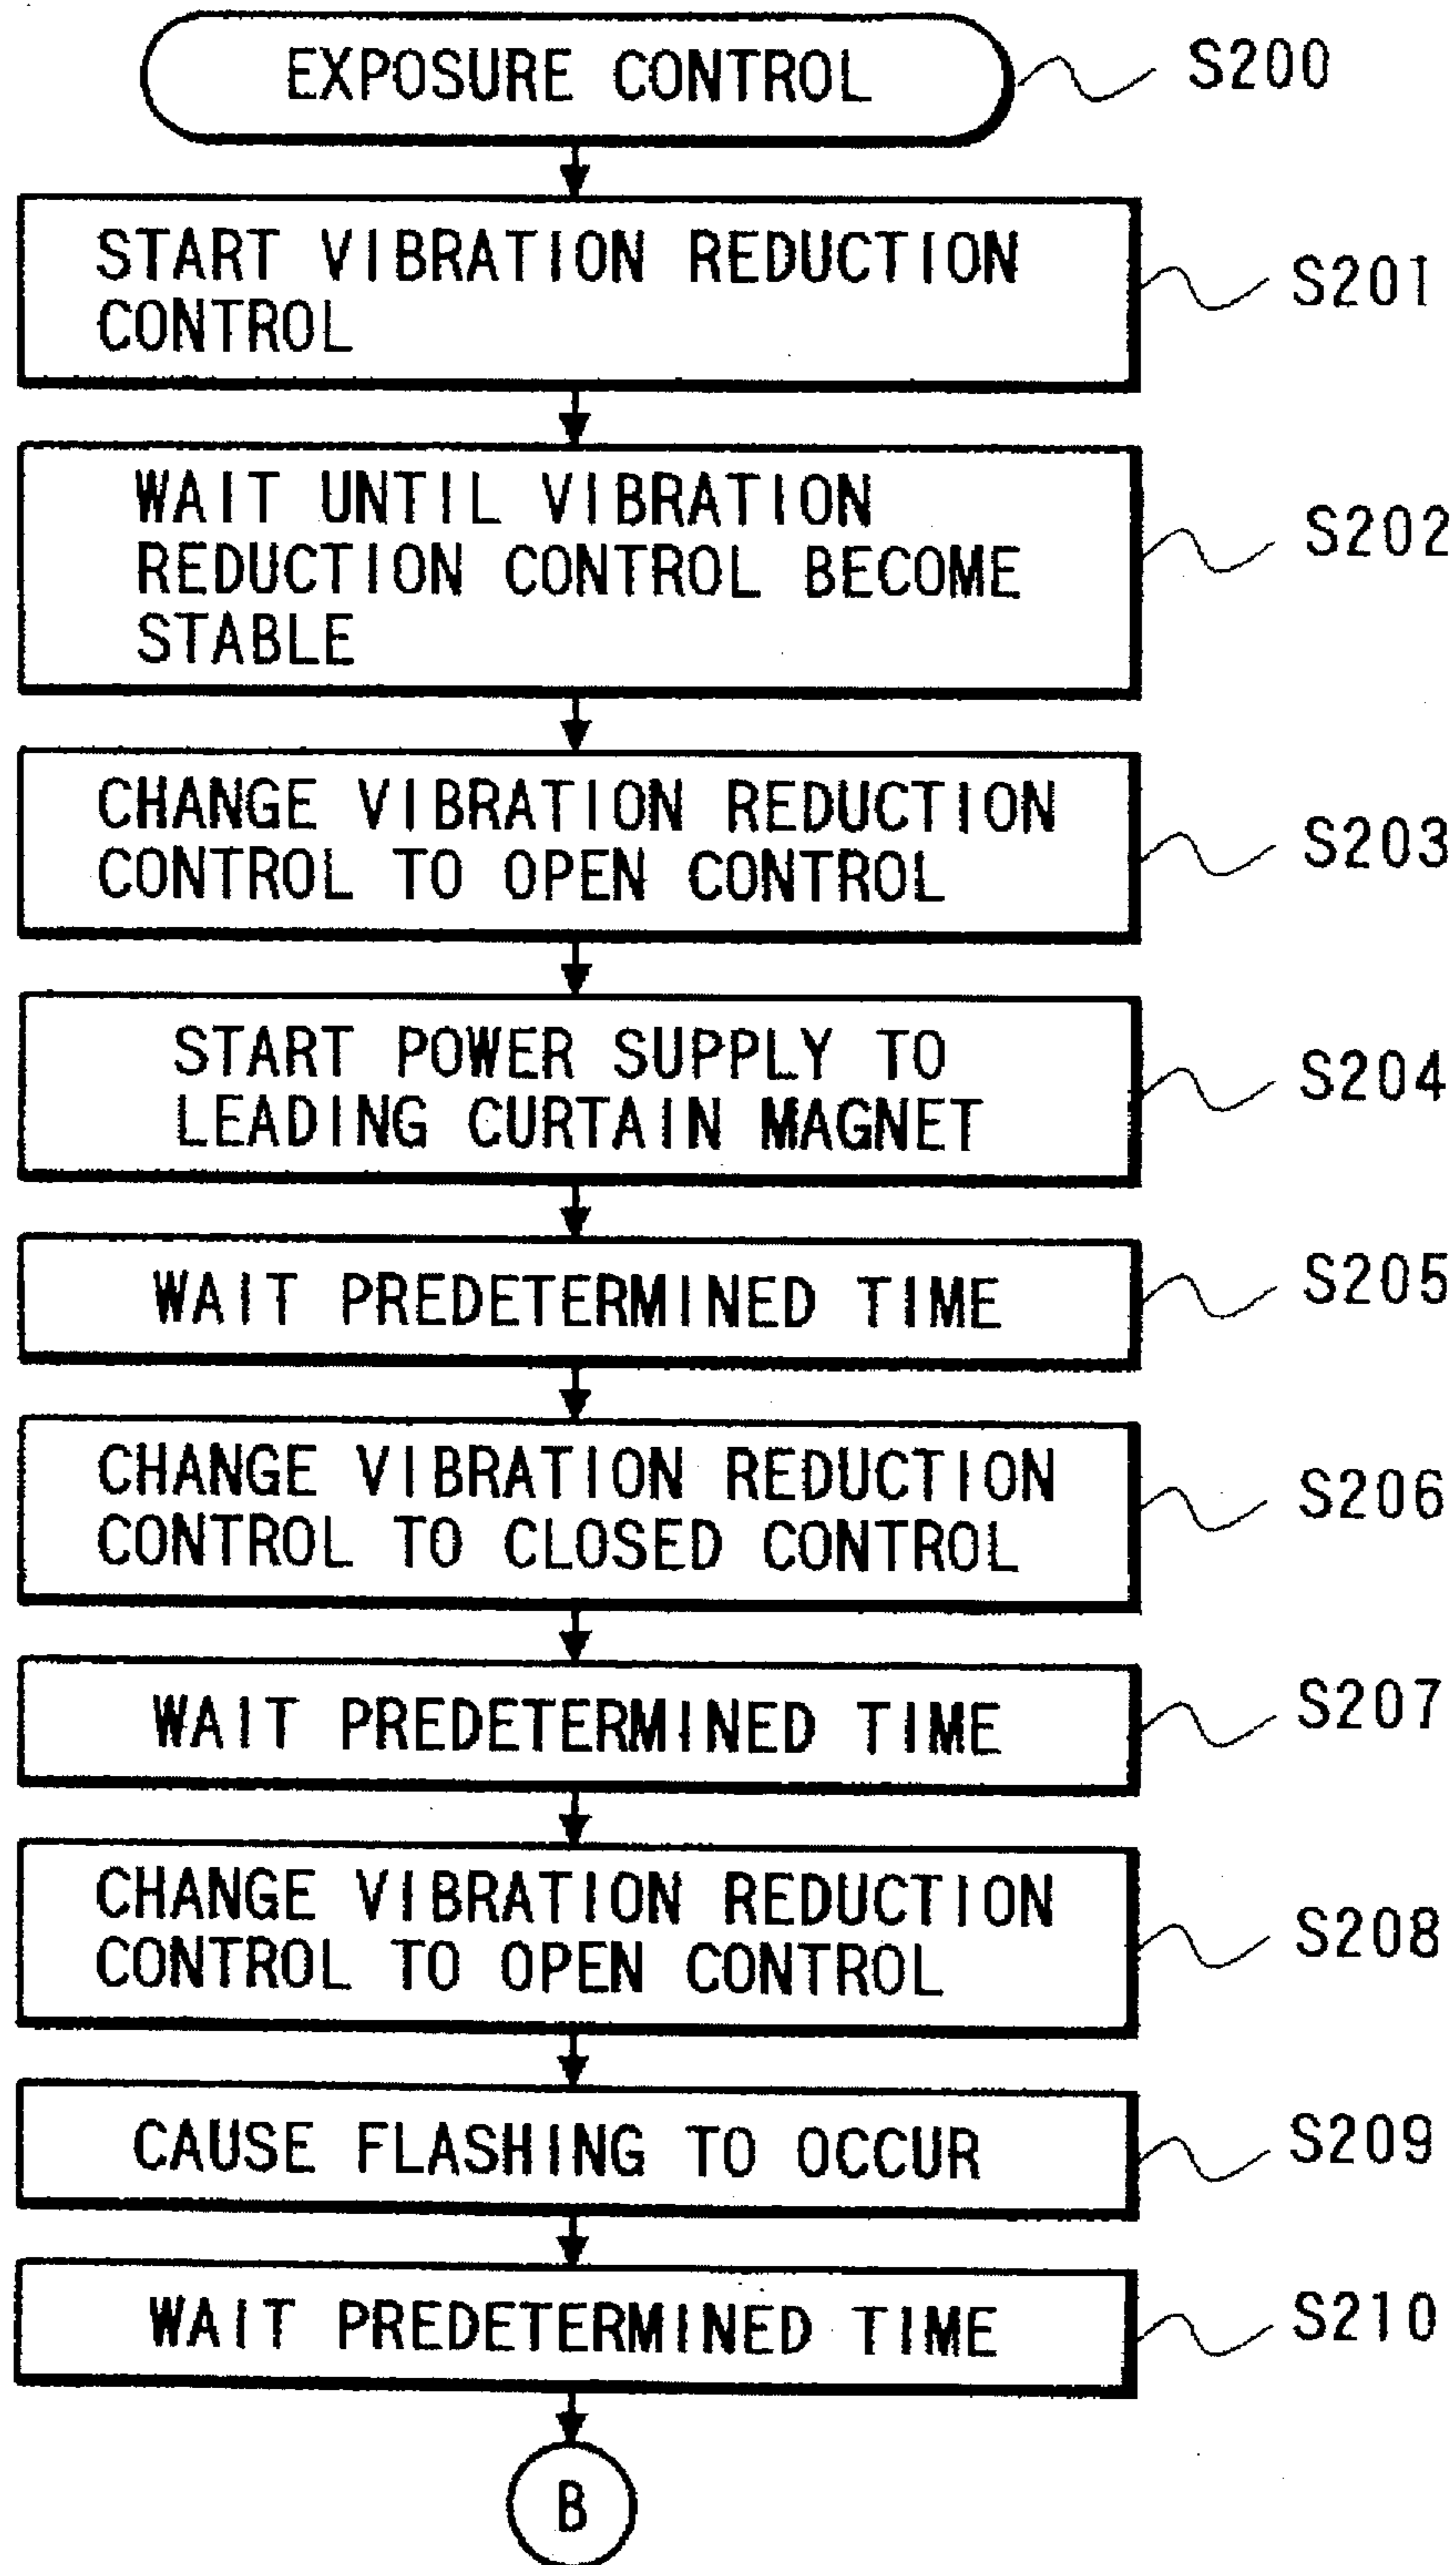 EXPOSURE CONTROL
S200
START VIBRATION REDUCTION
CONTROL
S201
WAIT UNTIL VIBRATION
REDUCTION CONTROL BECOME
STABLE
S202
CHANGE VIBRATION REDUCTION
CONTROL TO OPEN CONTROL
S203
START POWER SUPPLY TO
LEADING CURTAIN MAGNET
S204
WAIT PREDETERMINED TIME
S205
CHANGE VIBRATION REDUCTION
CONTROL TO CLOSED CONTROL
S206
WAIT PREDETERMINED TIME
S207
CHANGE VIBRATION REDUCTION
CONTROL TO OPEN CONTROL
S208
CAUSE FLASHING TO OCCUR
S209
WAIT PREDETERMINED TIME
S210
B